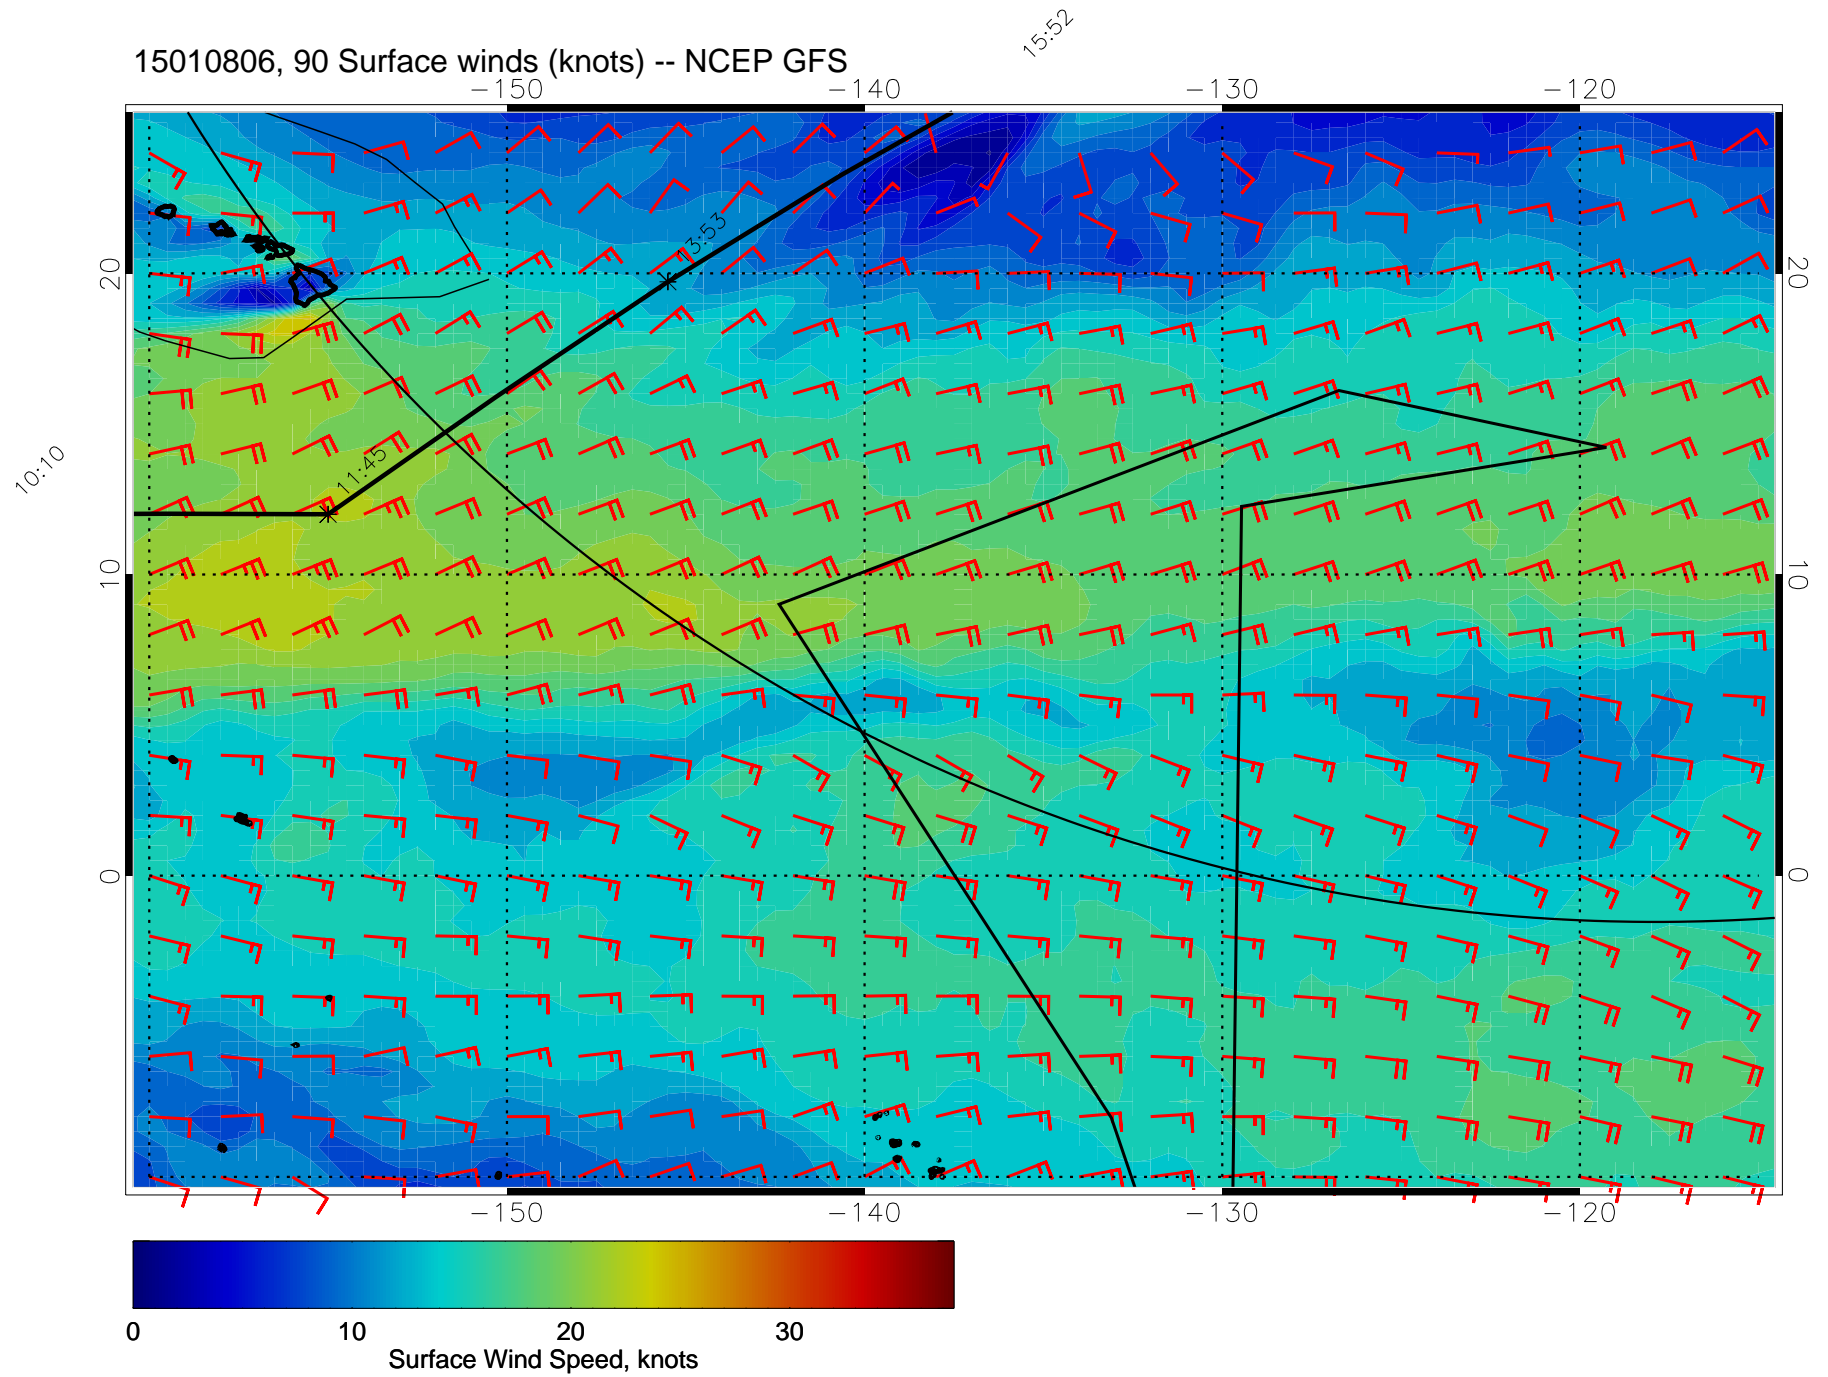 15:52
15010806, 90 Surface winds (knots) -- NCEP GFS
-150 -140 -130 -120
13:53
20 20
11:45
10:10
10 10
0 0
-150 -140 -130 -120
0 10 20 30
Surface Wind Speed, knots